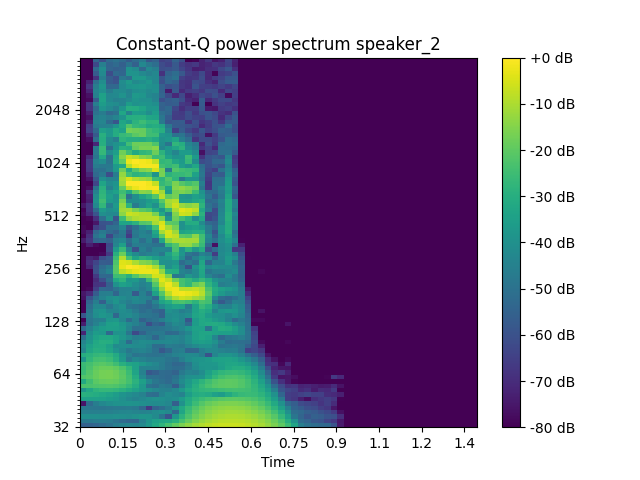 Constant-Q power spectrum speaker_2
Hz
2048
1024
512
256
128
64
32
0 0.15 0.3 0.45 0.6 0.75 0.9 1.1 1.2 1.4
Time
+0 dB
-10 dB
-20 dB
-30 dB
-40 dB
-50 dB
-60 dB
-70 dB
-80 dB